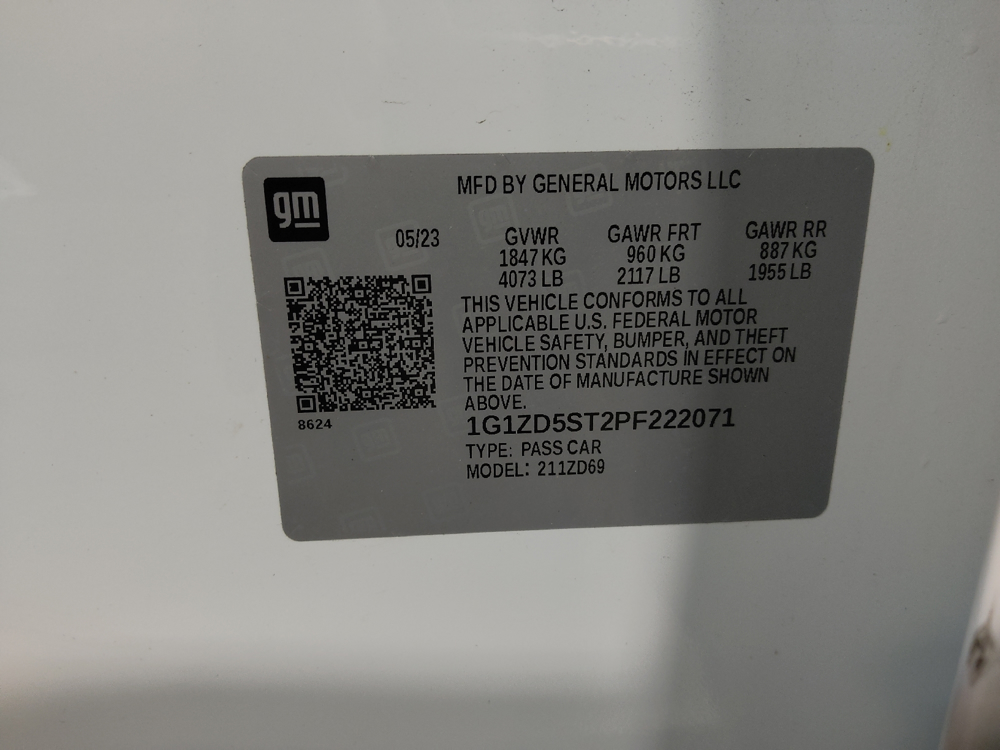 gm
MFD BY GENERAL MOTORS LLC
05/23 GVWR GAWR FRT GAWR RR
1847 KG 960 KG 887 KG
4073 LB 2117 LB 1955 LB
THIS VEHICLE CONFORMS TO ALL
APPLICABLE U.S. FEDERAL MOTOR
VEHICLE SAFETY, BUMPER, AND THEFT
PREVENTION STANDARDS IN EFFECT ON
THE DATE OF MANUFACTURE SHOWN
ABOVE.
8624
1G1ZD5ST2PF222071
TYPE: PASS CAR
MODEL: 211ZD69